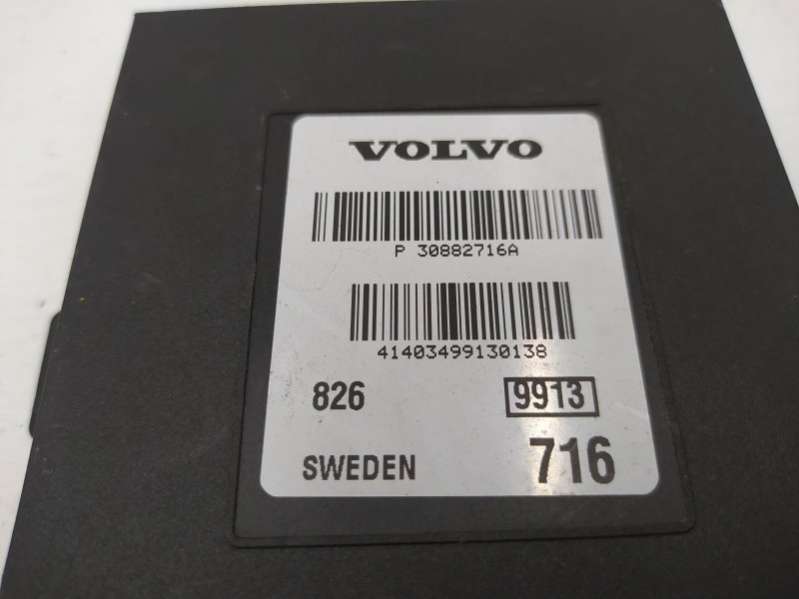 VOLVO
P 30882716A
41403499130138
826 9913
SWEDEN 716